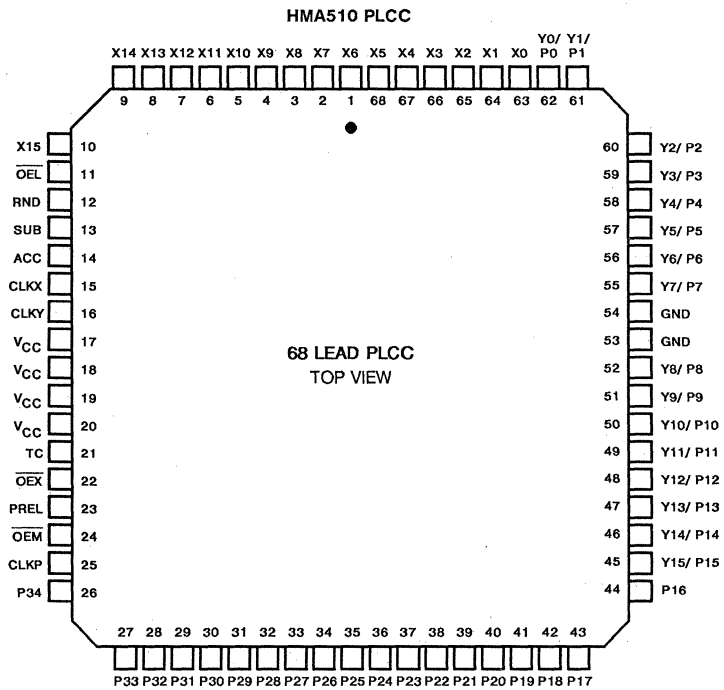 HMA510 PLCC
Y0/ Y1/
X14 X13 X12 X11 X10 X9 X8 X7 X6 X5 X4 X3 X2 X1 X0 P0 P1
9 8 7 6 5 4 3 2 1 68 67 66 65 64 63 62 61
X15 10 60 Y2/ P2
OEL 11 59 Y3/ P3
RND 12 58 Y4/ P4
SUB 13 57 Y5/ P5
ACC 14 56 Y6/ P6
CLKX 15 55 Y7/ P7
CLKY 16 54 GND
VCC 17 53 GND
VCC 18 52 Y8/ P8
VCC 19 51 Y9/ P9
VCC 20 50 Y10/ P10
TC 21 49 Y11/ P11
OEX 22 48 Y12/ P12
PREL 23 47 Y13/ P13
OEM 24 46 Y14/ P14
CLKP 25 45 Y15/ P15
P34 26 44 P16
68 LEAD PLCC
TOP VIEW
27 28 29 30 31 32 33 34 35 36 37 38 39 40 41 42 43
P33 P32 P31 P30 P29 P28 P27 P26 P25 P24 P23 P22 P21 P20 P19 P18 P17